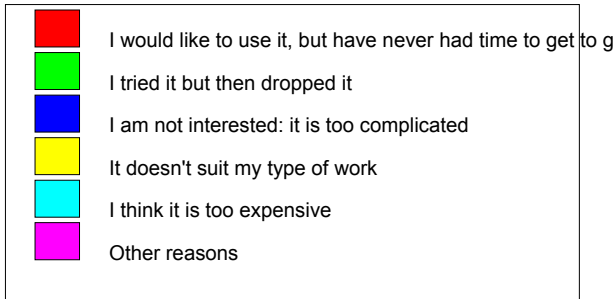 I would like to use it, but have never had time to get to g
I tried it but then dropped it
I am not interested: it is too complicated
It doesn't suit my type of work
I think it is too expensive
Other reasons